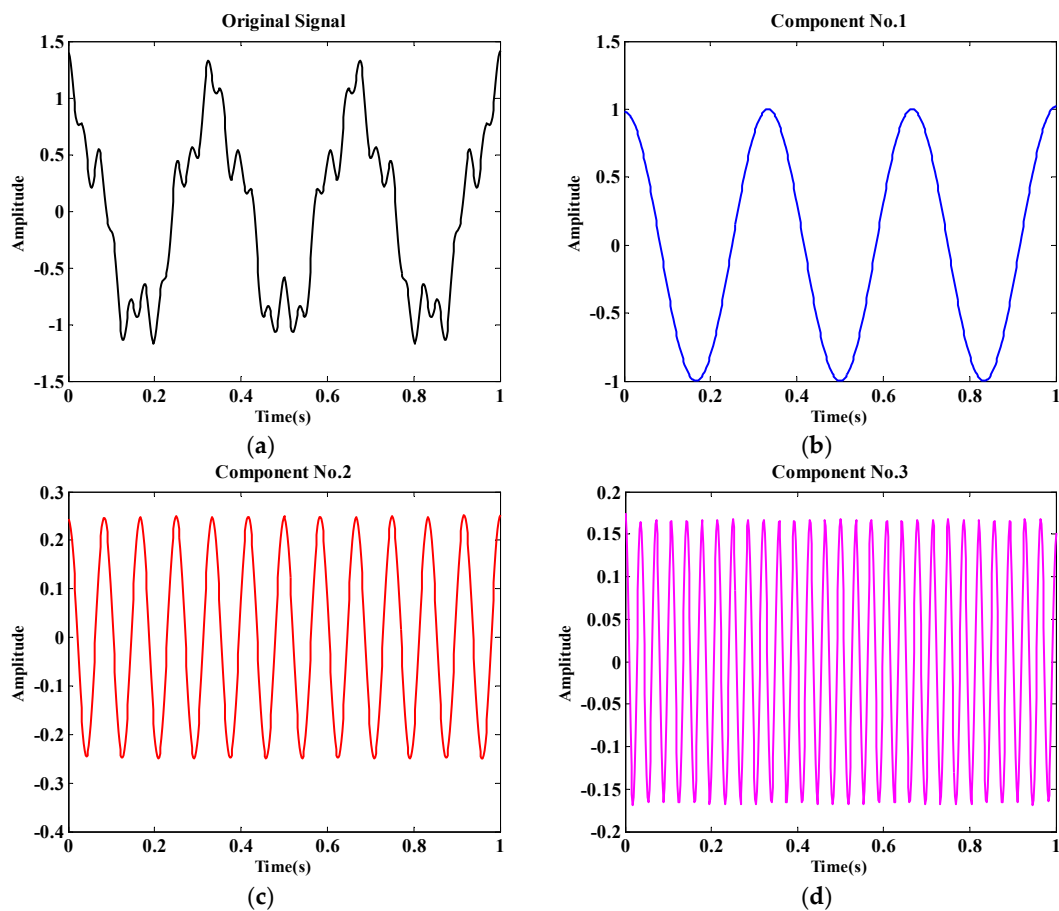 Original Signal
1.5
1
0.5
0
-0.5
-1
-1.5
Amplitude
0 0.2 0.4 0.6 0.8 1
Time(s)
(a)
Component No.1
1.5
1
0.5
0
-0.5
-1
Amplitude
0 0.2 0.4 0.6 0.8 1
Time(s)
(b)
Component No.2
0.3
0.2
0.1
0
-0.1
-0.2
-0.3
-0.4
Amplitude
0 0.2 0.4 0.6 0.8 1
Time(s)
(c)
Component No.3
0.2
0.15
0.1
0.05
0
-0.05
-0.1
-0.15
-0.2
Amplitude
0 0.2 0.4 0.6 0.8 1
Time(s)
(d)